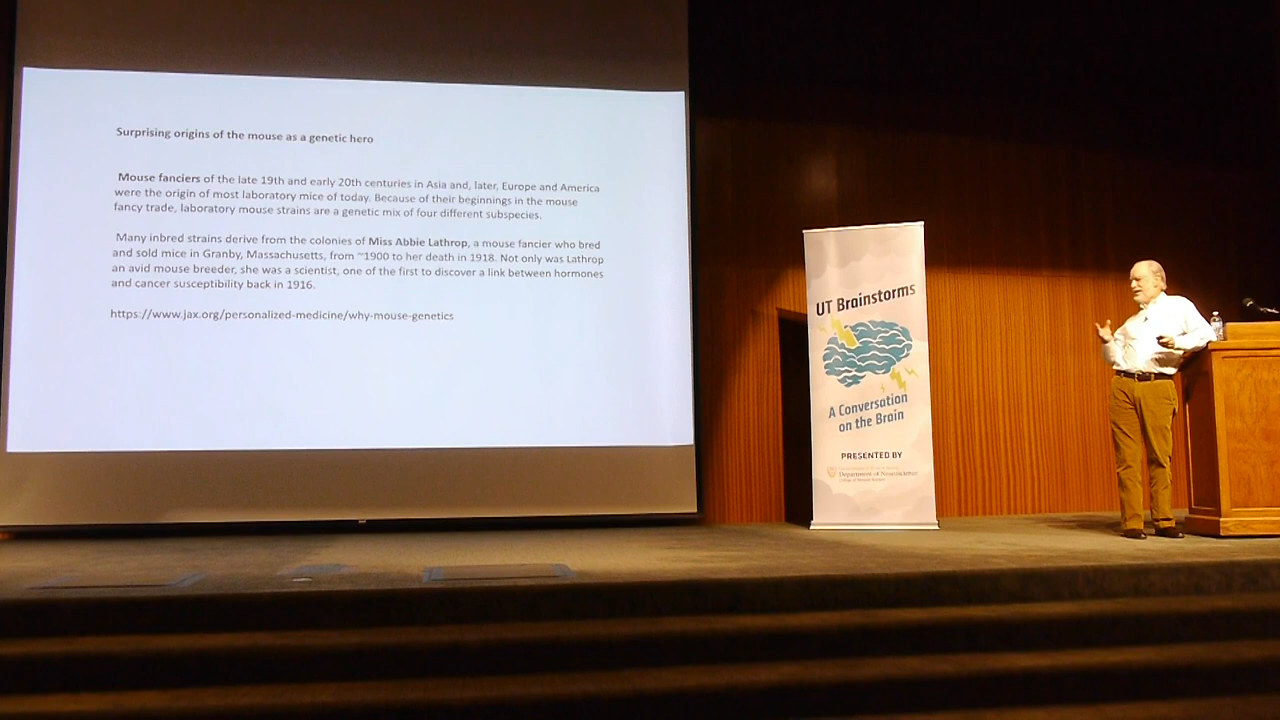 Surprising origins of the mouse as a genetic hero
Mouse fanciers of the late 19th and early 20th centuries in Asia and, later, Europe and America
were the origin of most laboratory mice of today. Because of their beginnings in the mouse
fancy trade, laboratory mouse strains are a genetic mix of four different subspecies.
Many inbred strains derive from the colonies of Miss Abbie Lathrop, a mouse fancier who bred
and sold mice in Granby, Massachusetts, from ~1900 to her death in 1918. Not only was Lathrop
an avid mouse breeder, she was a scientist, one of the first to discover a link between hormones
and cancer susceptibility back in 1916.
https://www.jax.org/personalized-medicine/why-mouse-genetics
UT Brainstorms
A Conversation
on the Brain
PRESENTED BY
Department of Neuroscience